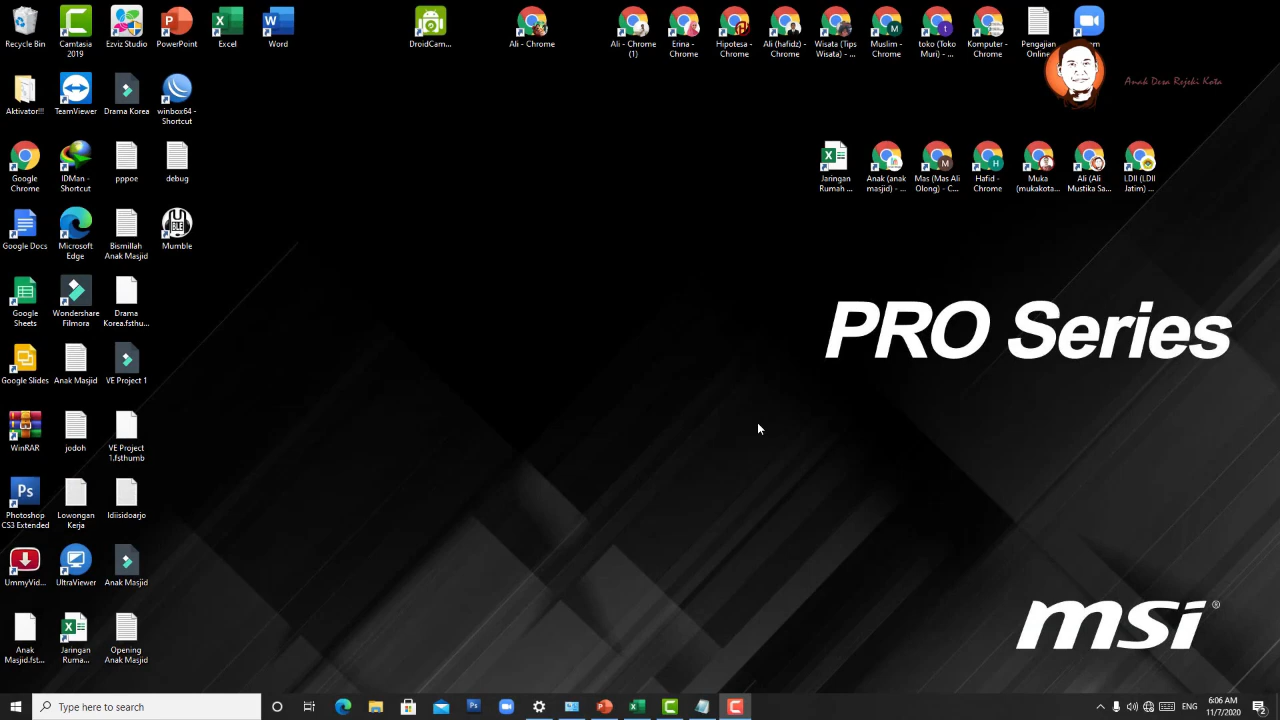 Recycle Bin
Camtasia
2019
Ezviz Studio
PowerPoint
Excel
Word
DroidCam...
Ali - Chrome
Ali - Chrome
(1)
Erina -
Chrome
Hipotesa -
Chrome
Ali (hafidz) -
Chrome
Wisata (Tips
Wisata) - ...
Muslim -
Chrome
toko (Toko
Muri) - ...
Komputer -
Chrome
Pengajian
Online...
Anak Desa Rejeki Kota
Aktivator!!!
TeamViewer
Drama Korea
winbox64 -
Shortcut
Google
Chrome
IDMan -
Shortcut
pppoe
debug
Jaringan
Rumah ...
Anak (anak
masjid) - ...
Mas (Mas Ali
Olong) - C...
Hafid -
Chrome
Muka
(mukakota...
Ali (Ali
Mustika Sa...
LDII (LDII
Jatim) ...
Google Docs
Microsoft
Edge
Bismillah
Anak Masjid
Mumble
Google
Sheets
Wondershare
Filmora
Drama
Korea.fsthu...
PRO Series
Google Slides
Anak Masjid
VE Project 1
WinRAR
jodoh
VE Project
1.fsthumb
Photoshop
CS3 Extended
Lowongan
Kerja
ldiisidoarjo
UmmyVid...
UltraViewer
Anak Masjid
Anak
Masjid.fst...
Jaringan
Ruma...
Opening
Anak Masjid
msi®
Type here to search
ENG
6:06 AM
11/7/2020
2